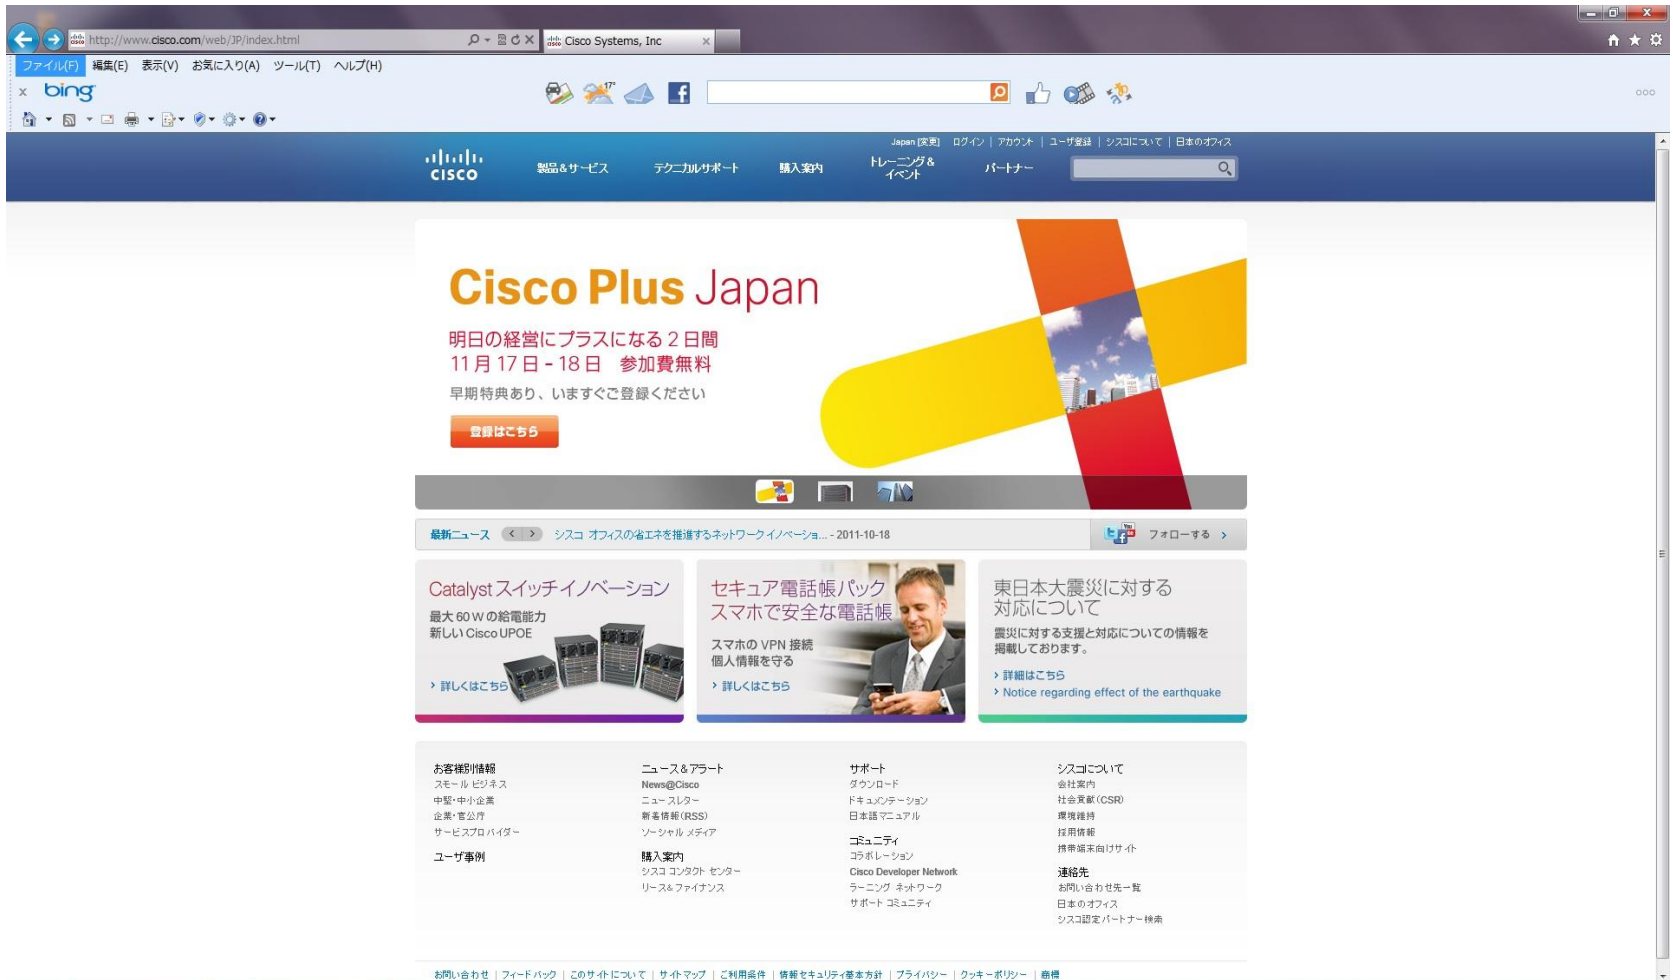 http://www.cisco.com/web/JP/index.html
Cisco Systems, Inc
ファイル(F) 編集(E) 表示(V) お気に入り(A) ツール(T) ヘルプ(H)
x bing
17°
Japan [変更] ログイン | アカウント | ユーザ登録 | シスコについて | 日本のオフィス
CISCO
製品&サービス
テクニカルサポート
購入案内
トレーニング&
イベント
パートナー
Cisco Plus Japan
明日の経営にプラスになる2日間
11月17日-18日 参加費無料
早期特典あり、いますぐご登録ください
登録はこちら
最新ニュース
シスコ オフィスの省エネを推進するネットワークイノベーショ... - 2011-10-18
You
フォローする
Catalyst スイッチイノベーション
最大 60 W の給電能力
新しい Cisco UPOE
詳しくはこちら
セキュア電話帳パック
スマホで安全な電話帳
スマホの VPN 接続
個人情報を守る
詳しくはこちら
東日本大震災に対する
対応について
震災に対する支援と対応についての情報を
掲載しております。
詳細はこちら
Notice regarding effect of the earthquake
お客様別情報
スモール ビジネス
中堅・中小企業
企業・官公庁
サービスプロバイダー
ユーザ事例
ニュース&アラート
News@Cisco
ニュースレター
新着情報(RSS)
ソーシャル メディア
購入案内
シスコ コンタクト センター
リース&ファイナンス
サポート
ダウンロード
ドキュメンテーション
日本語マニュアル
コミュニティ
コラボレーション
Cisco Developer Network
ラーニング ネットワーク
サポート コミュニティ
シスコについて
会社案内
社会貢献(CSR)
環境維持
採用情報
携帯端末向けサイト
連絡先
お問い合わせ先一覧
日本のオフィス
シスコ認定パートナー検索
お問い合わせ | フィードバック | このサイトについて | サイトマップ | ご利用条件 | 情報セキュリティ基本方針 | プライバシー | クッキーポリシー | 商標